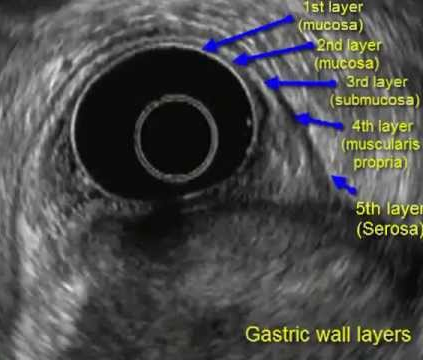 1st layer
(mucosa)
2nd layer
(mucosa)
3rd layer
(submucosa)
4th layer
(muscularis
propria)
5th layer
(Serosa)
Gastric wall layers